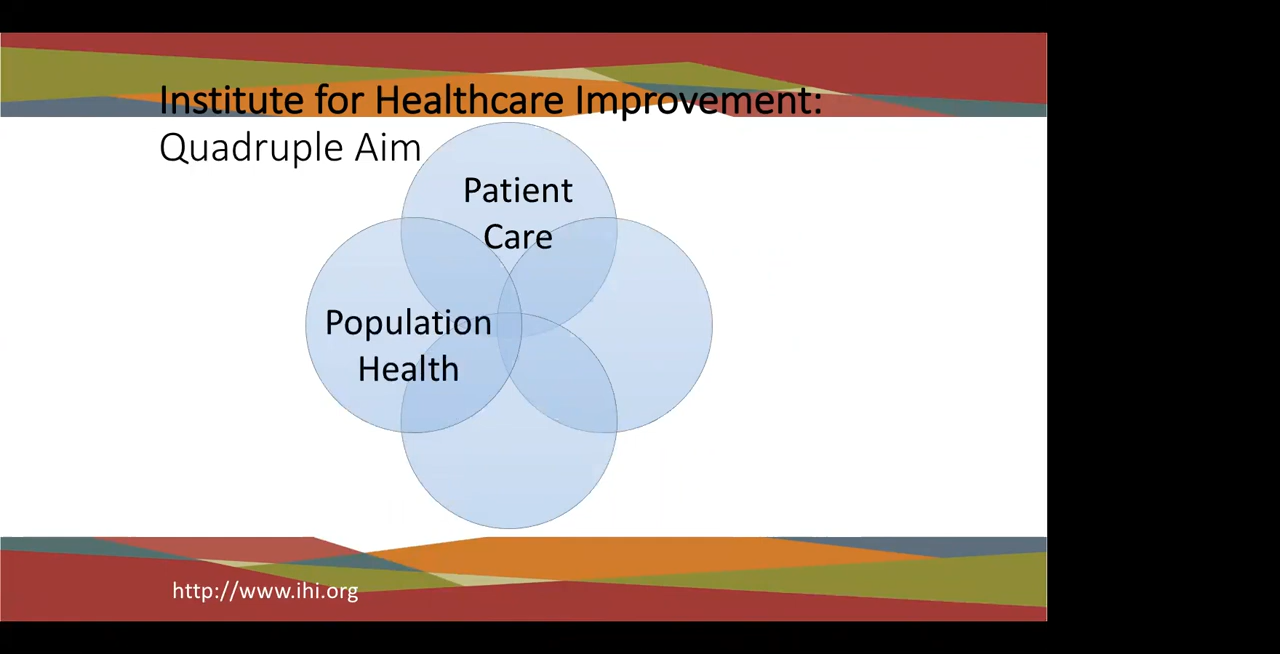 Institute for Healthcare Improvement:
Quadruple Aim
Patient
Care
Population
Health
http://www.ihi.org